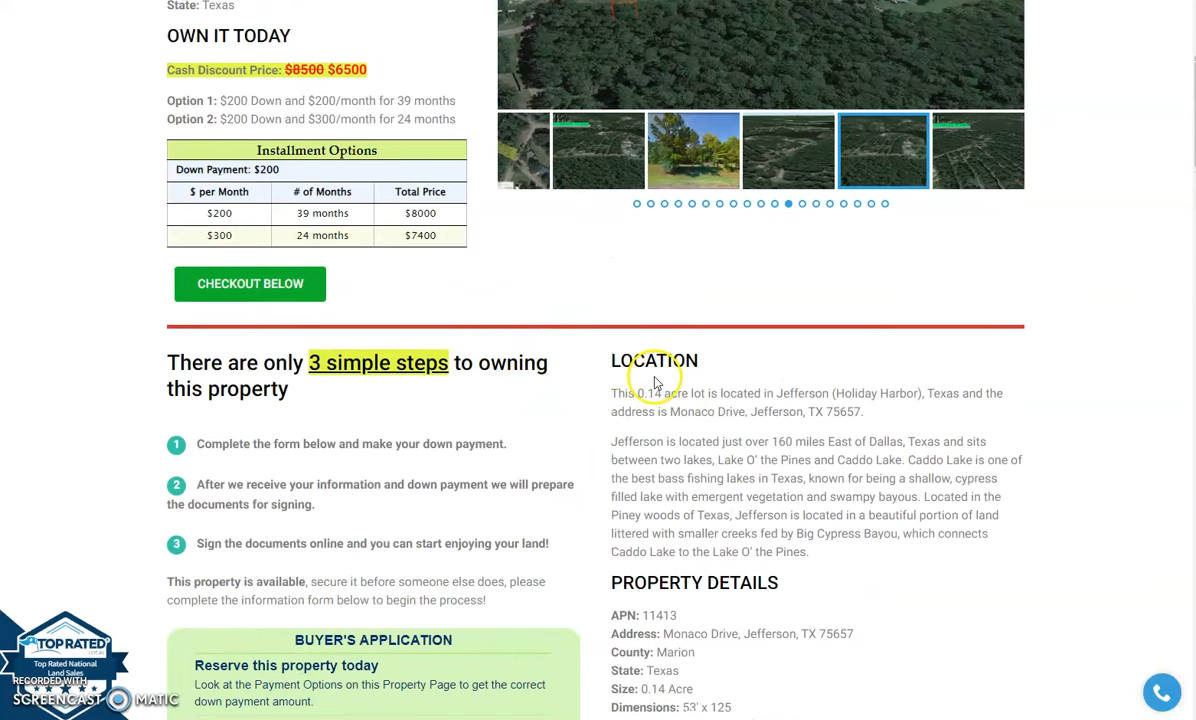 State: Texas
OWN IT TODAY
Cash Discount Price: $8500 $6500
Option 1: $200 Down and $200/month for 39 months
Option 2: $200 Down and $300/month for 24 months
Installment Options
Down Payment: $200
$ per Month # of Months Total Price
$200 39 months $8000
$300 24 months $7400
CHECKOUT BELOW
There are only 3 simple steps to owning
this property
1 Complete the form below and make your down payment.
2 After we receive your information and down payment we will prepare
the documents for signing.
3 Sign the documents online and you can start enjoying your land!
This property is available, secure it before someone else does, please
complete the information form below to begin the process!
BUYER'S APPLICATION
Reserve this property today
Look at the Payment Options on this Property Page to get the correct
down payment amount.
LOCATION
This 0.14 acre lot is located in Jefferson (Holiday Harbor), Texas and the
address is Monaco Drive, Jefferson, TX 75657.
Jefferson is located just over 160 miles East of Dallas, Texas and sits
between two lakes, Lake O' the Pines and Caddo Lake. Caddo Lake is one of
the best bass fishing lakes in Texas, known for being a shallow, cypress
filled lake with emergent vegetation and swampy bayous. Located in the
Piney woods of Texas, Jefferson is located in a beautiful portion of land
littered with smaller creeks fed by Big Cypress Bayou, which connects
Caddo Lake to the Lake O' the Pines.
PROPERTY DETAILS
APN: 11413
Address: Monaco Drive, Jefferson, TX 75657
County: Marion
State: Texas
Size: 0.14 Acre
Dimensions: 53' x 125
TOP RATED
Top Rated National
Land Sales
RECORDED WITH
SCREENCAST MATIC